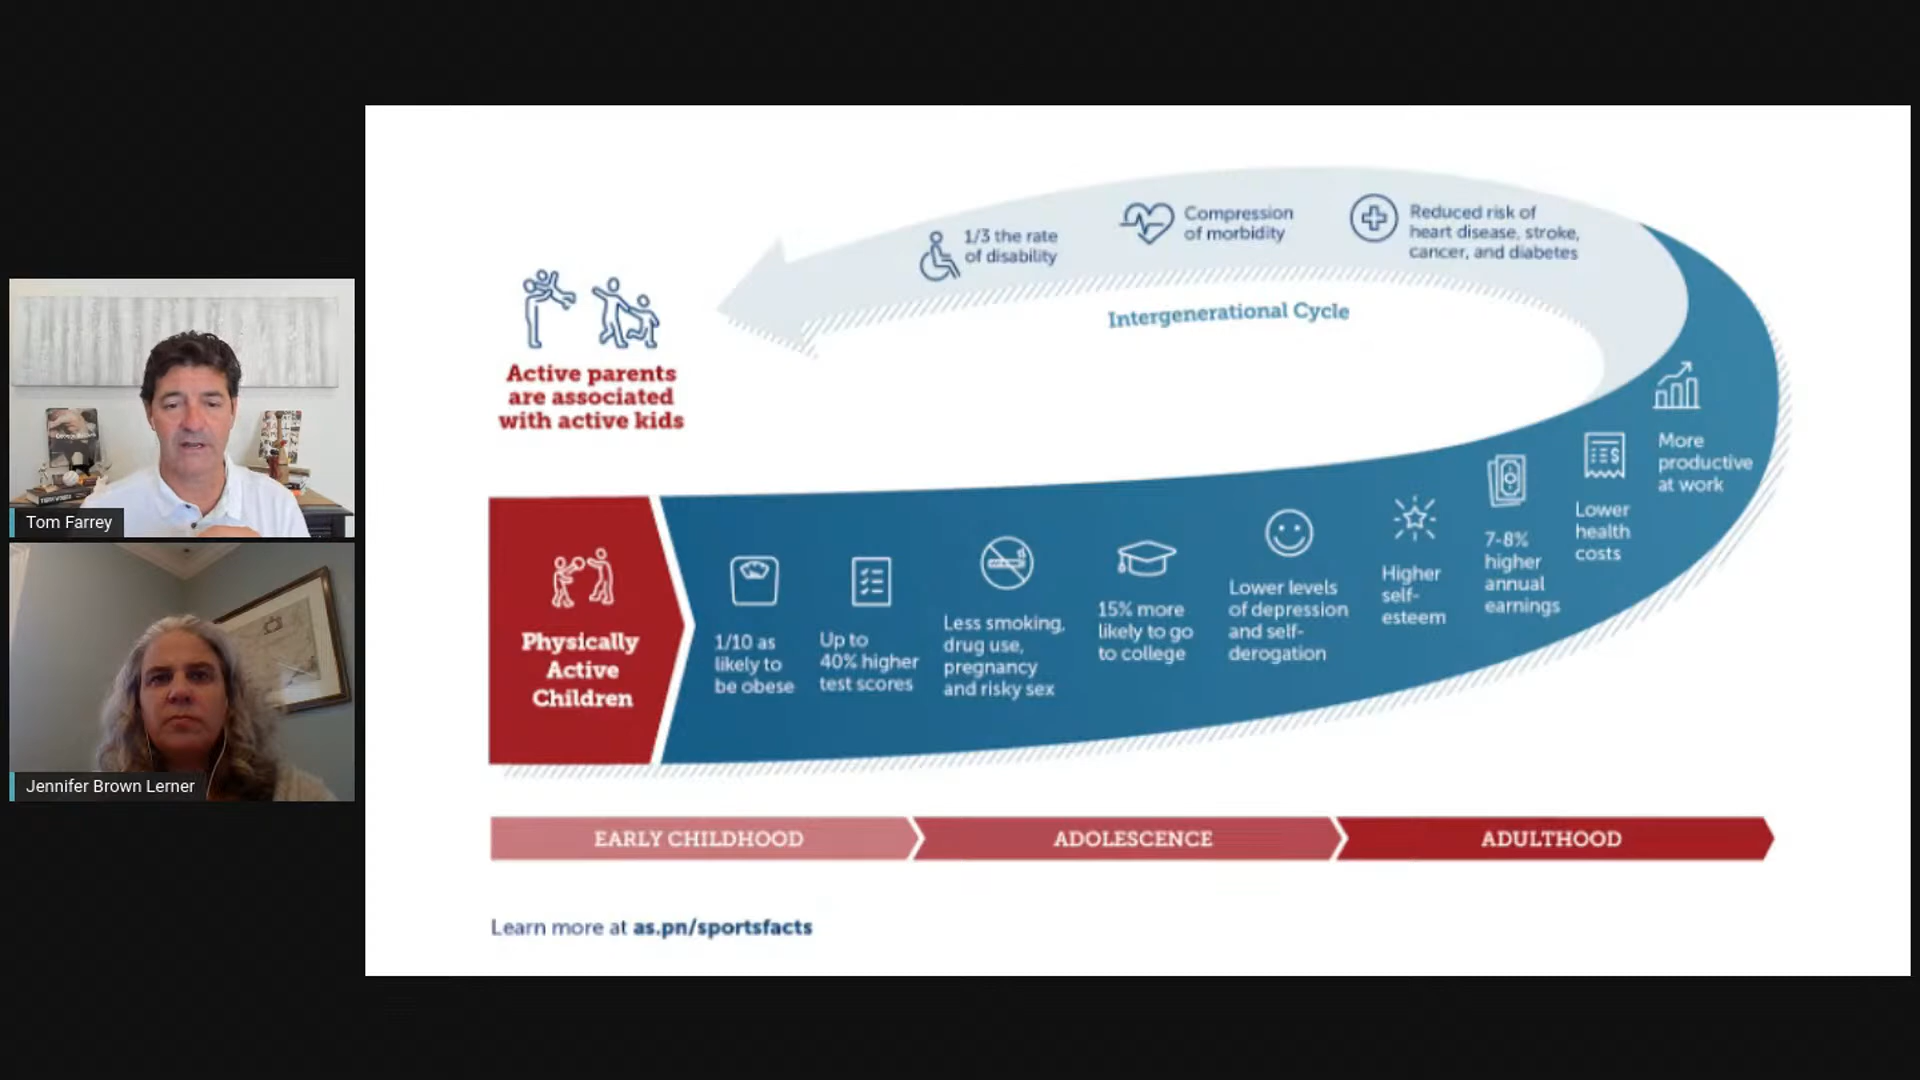 Tom Farrey
Jennifer Brown Lerner
1/3 the rate
of disability
Compression
of morbidity
Reduced risk of
heart disease, stroke,
cancer, and diabetes
Intergenerational Cycle
Active parents
are associated
with active kids
Physically
Active
Children
1/10 as
likely to
be obese
Up to
40% higher
test scores
Less smoking,
drug use,
pregnancy
and risky sex
15% more
likely to go
to college
Lower levels
of depression
and self-
derogation
Higher
self-
esteem
7-8%
higher
annual
earnings
Lower
health
costs
More
productive
at work
EARLY CHILDHOOD
ADOLESCENCE
ADULTHOOD
Learn more at as.pn/sportsfacts